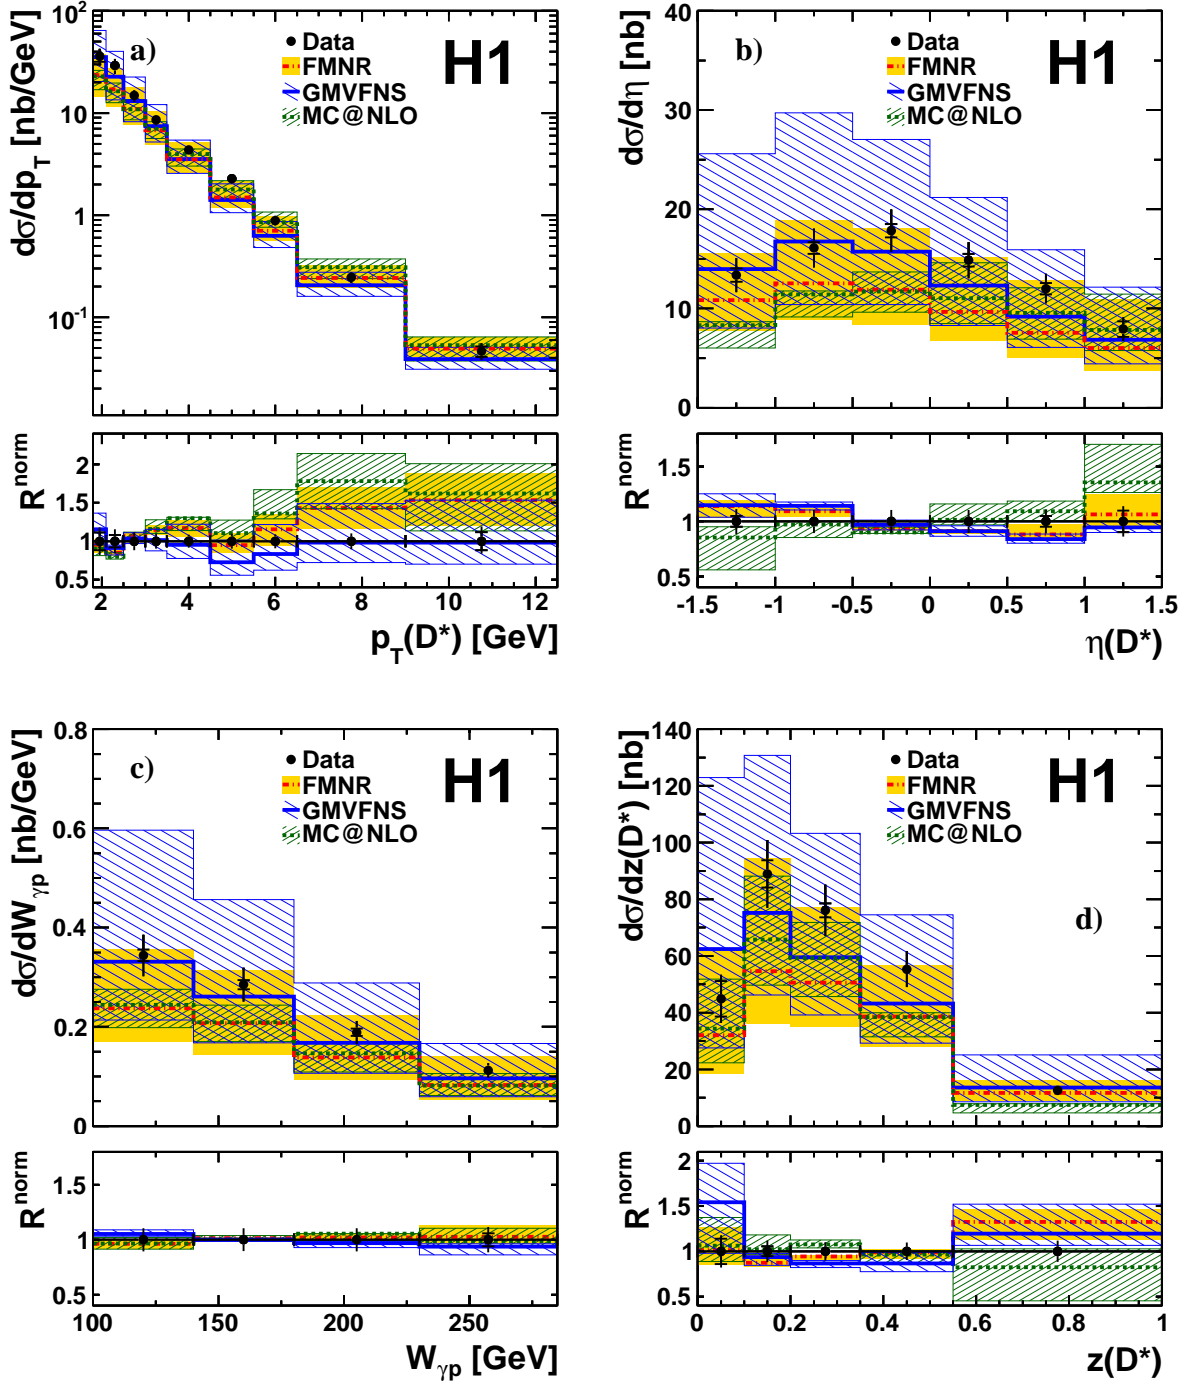 a)
H1
Data
FMNR
GMVFNS
MC@NLO
dσ/dp_T [nb/GeV]
10²
10
1
10⁻¹
R^norm
2
1.5
1
0.5
2 4 6 8 10 12
p_T(D*) [GeV]
b)
H1
Data
FMNR
GMVFNS
MC@NLO
dσ/dη [nb]
40
30
20
10
0
R^norm
1.5
1
-1.5 -1 -0.5 0 0.5 1 1.5
η(D*)
c)
H1
Data
FMNR
GMVFNS
MC@NLO
dσ/dW_γp [nb/GeV]
0.8
0.6
0.4
0.2
0
R^norm
1.5
1
0.5
100 150 200 250
W_γp [GeV]
d)
H1
Data
FMNR
GMVFNS
MC@NLO
dσ/dz(D*) [nb]
140
120
100
80
60
40
20
0
R^norm
2
1.5
1
0.5
0 0.2 0.4 0.6 0.8 1
z(D*)